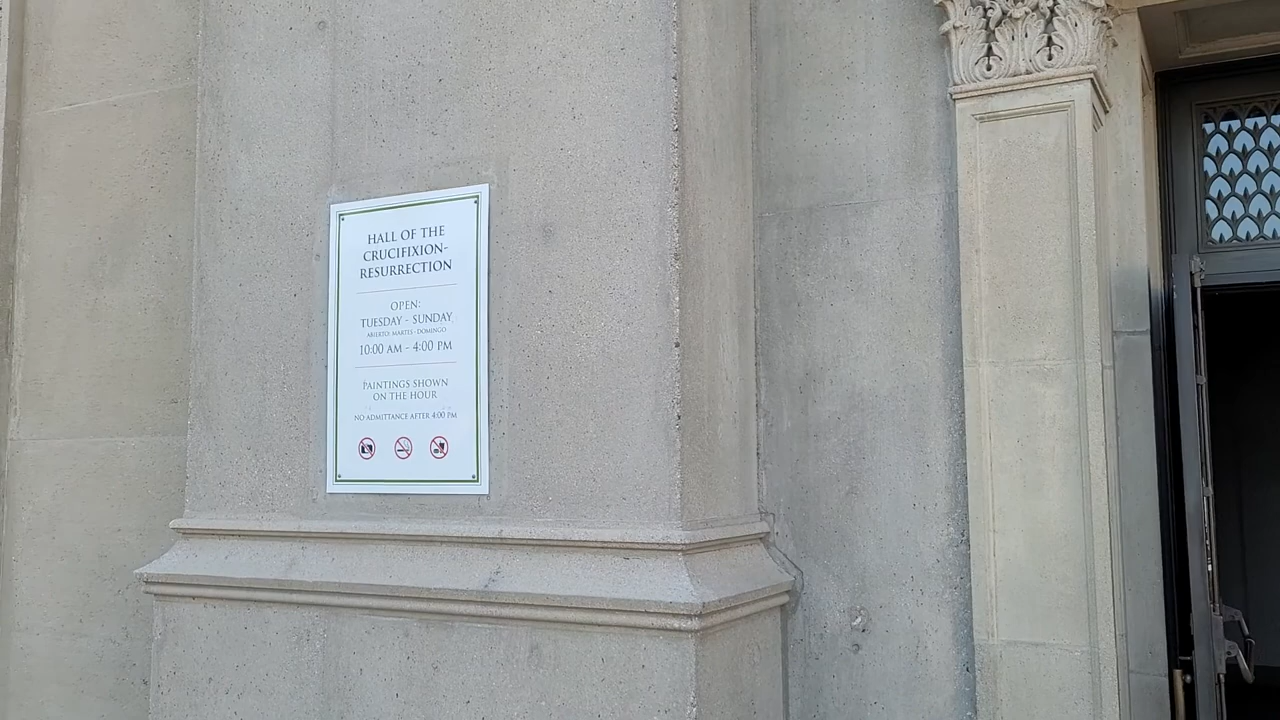 HALL OF THE
CRUCIFIXION-
RESURRECTION
OPEN:
TUESDAY - SUNDAY
ABIERTO: MARTES - DOMINGO
10:00 AM - 4:00 PM
PAINTINGS SHOWN
ON THE HOUR
NO ADMITTANCE AFTER 4:00 PM